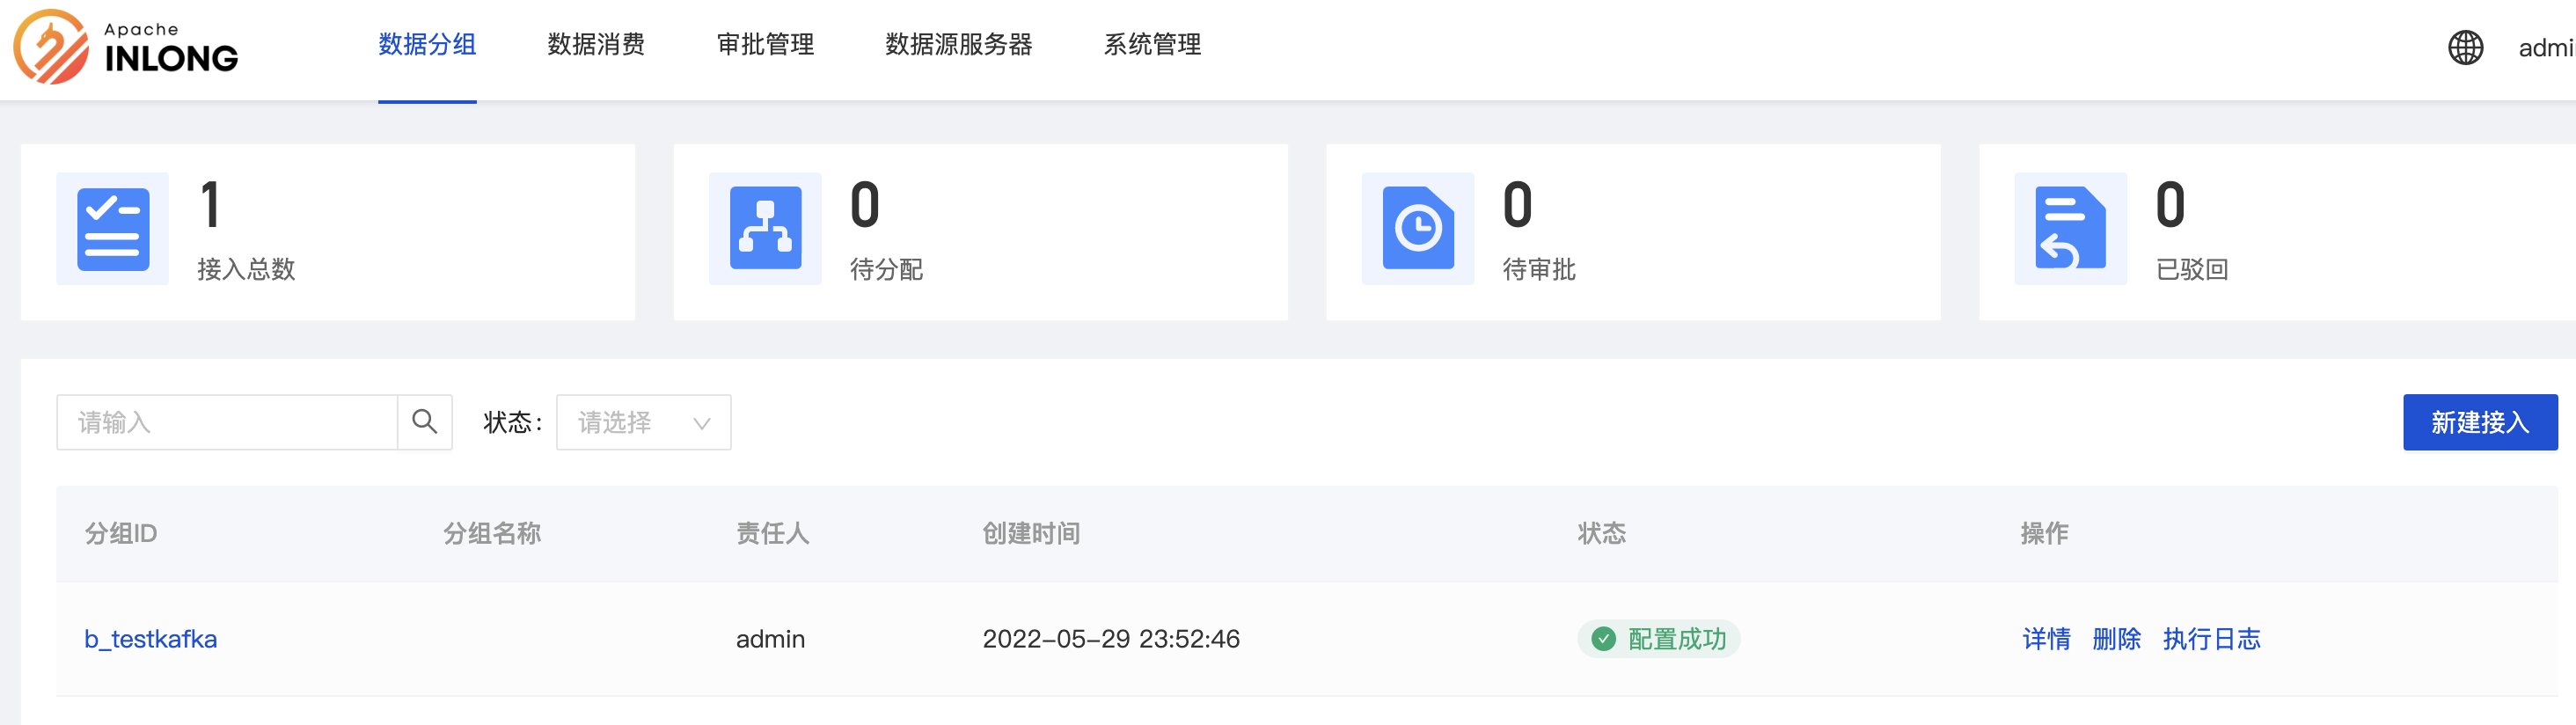 Apache
INLONG
数据分组 数据消费 审批管理 数据源服务器 系统管理
admi
1
接入总数
0
待分配
0
待审批
0
已驳回
请输入 状态: 请选择 新建接入
分组ID 分组名称 责任人 创建时间 状态 操作
b_testkafka admin 2022-05-29 23:52:46 配置成功 详情 删除 执行日志